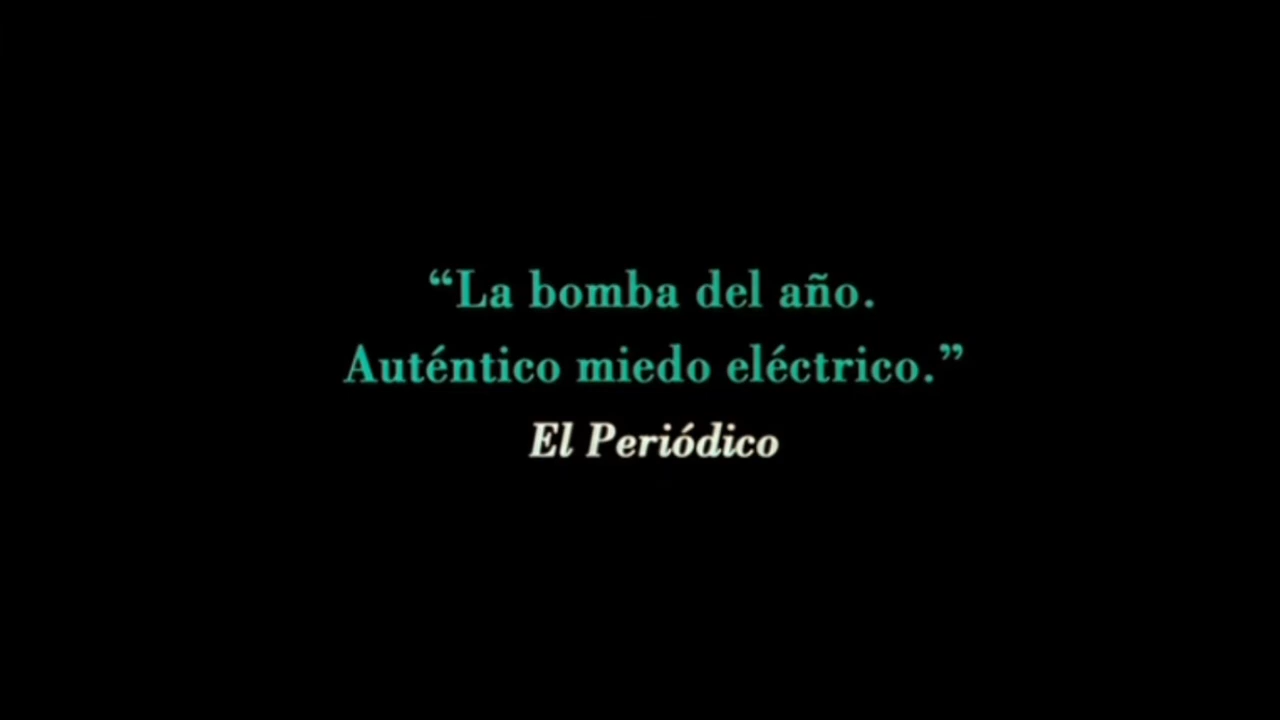 “La bomba del año.
Auténtico miedo eléctrico.”
El Periódico